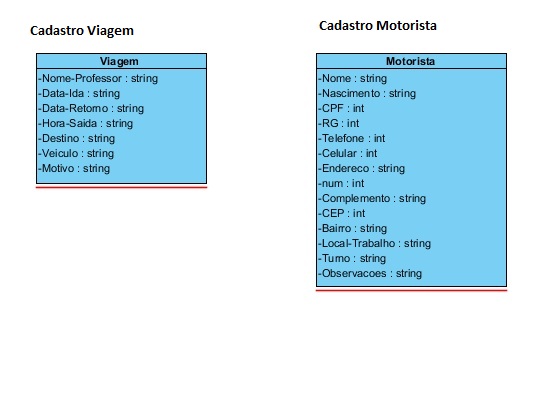 Cadastro Viagem
Viagem
-Nome-Professor : string
-Data-Ida : string
-Data-Retorno : string
-Hora-Saida : string
-Destino : string
-Veiculo : string
-Motivo : string
Cadastro Motorista
Motorista
-Nome : string
-Nascimento : string
-CPF : int
-RG : int
-Telefone : int
-Celular : int
-Endereco : string
-num : int
-Complemento : string
-CEP : int
-Bairro : string
-Local-Trabalho : string
-Turno : string
-Observacoes : string